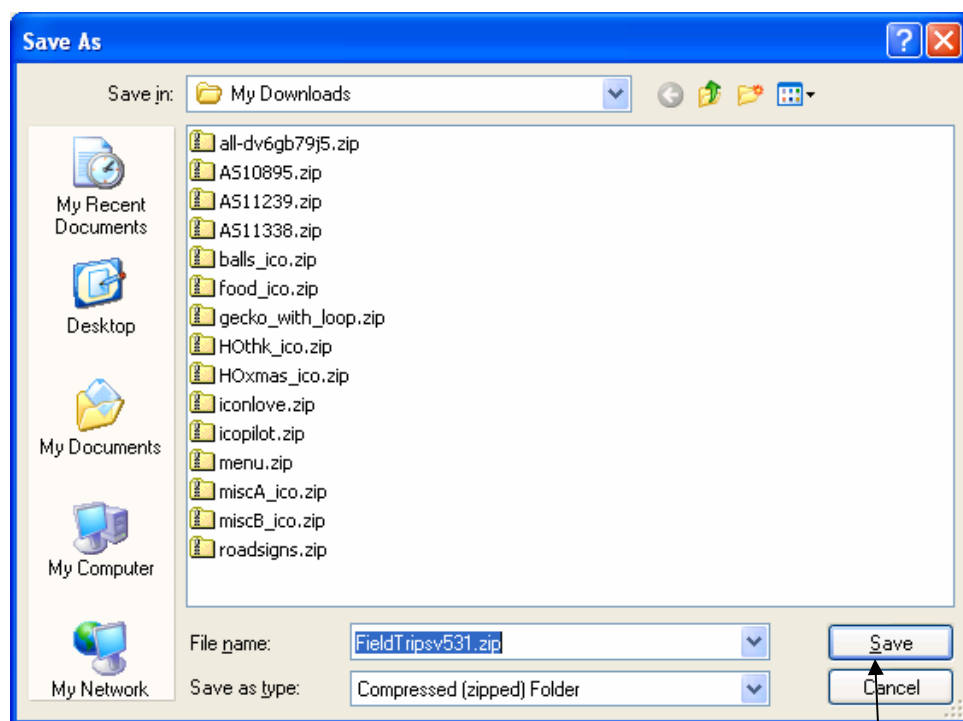 Save As
Save in:
My Downloads
My Recent
Documents
Desktop
My Documents
My Computer
My Network
all-dv6gb79j5.zip
AS10895.zip
AS11239.zip
AS11338.zip
balls_ico.zip
food_ico.zip
gecko_with_loop.zip
HOthk_ico.zip
HOxmas_ico.zip
iconlove.zip
icopilot.zip
menu.zip
miscA_ico.zip
miscB_ico.zip
roadsigns.zip
File name:
FieldTripsv531.zip
Save
Save as type:
Compressed (zipped) Folder
Cancel